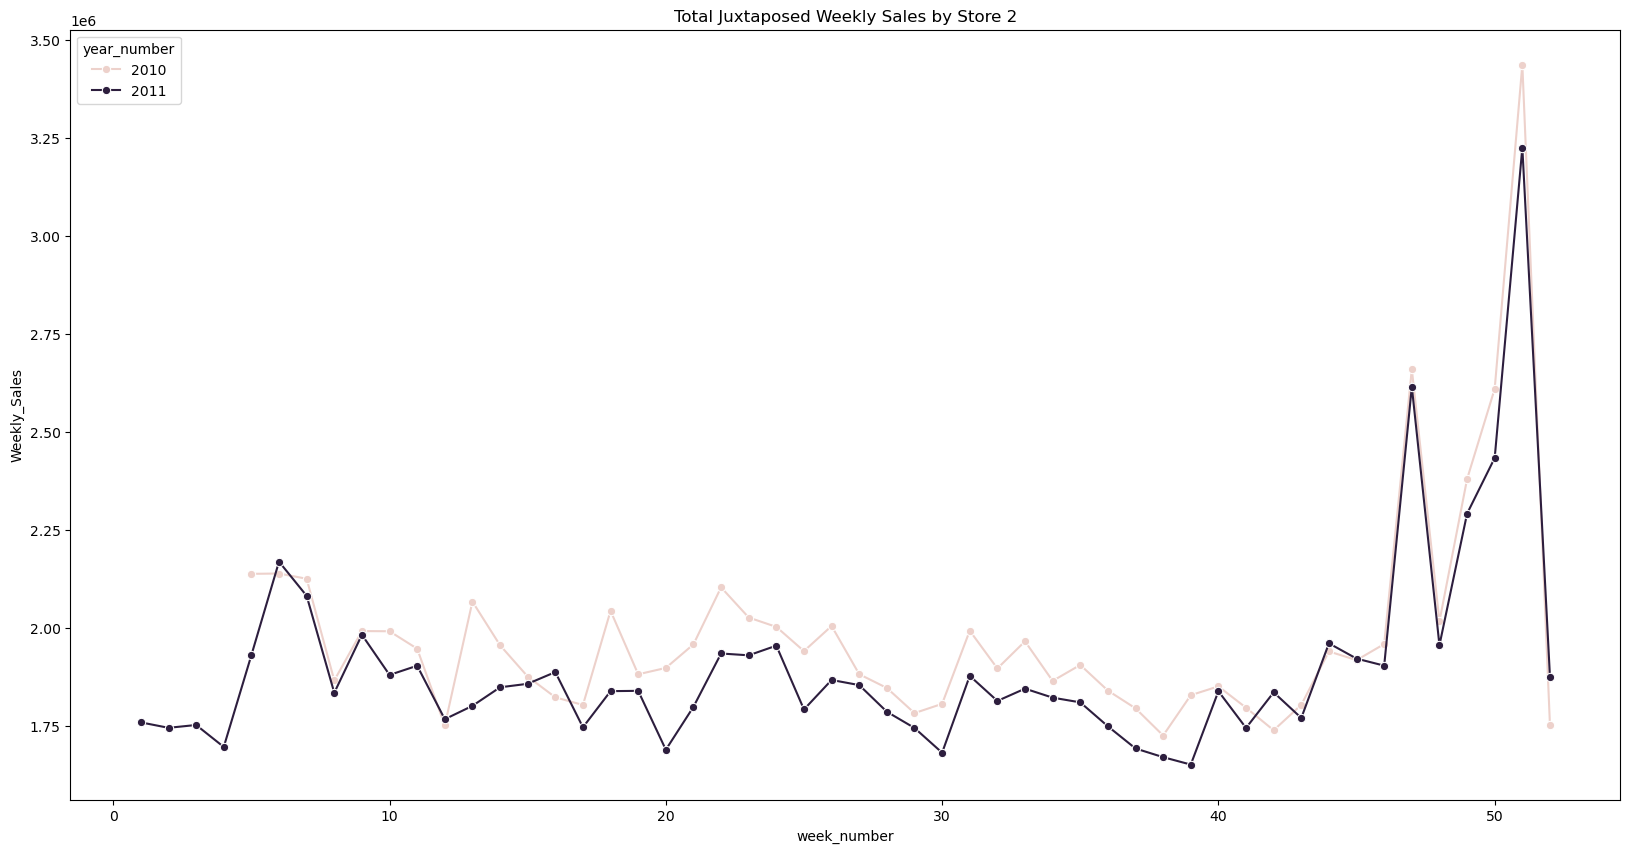 Total Juxtaposed Weekly Sales by Store 2
1e6
year_number
2010
2011
Weekly_Sales
3.50
3.25
3.00
2.75
2.50
2.25
2.00
1.75
0 10 20 30 40 50
week_number